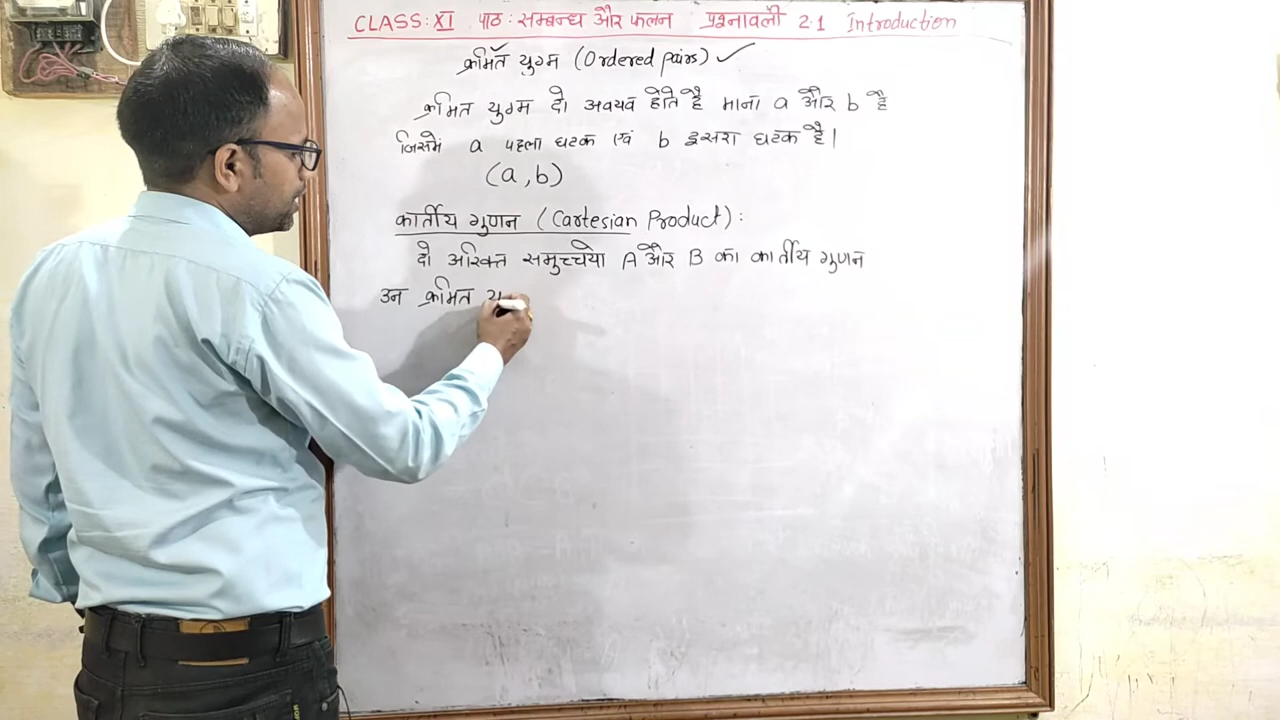 CLASS: XI पाठ: सम्बन्ध और फलन प्रश्नावली 2.1 Introduction
क्रमित युग्म (Ordered pairs) ✓
क्रमित युग्म दो अवयव होते है माना a और b है
जिसमें a पहला घटक एवं b दूसरा घटक है।
(a, b)
कार्तीय गुणन (Cartesian Product):
दो अरिक्त समुच्चयो A और B का कार्तीय गुणन
उन क्रमित यु